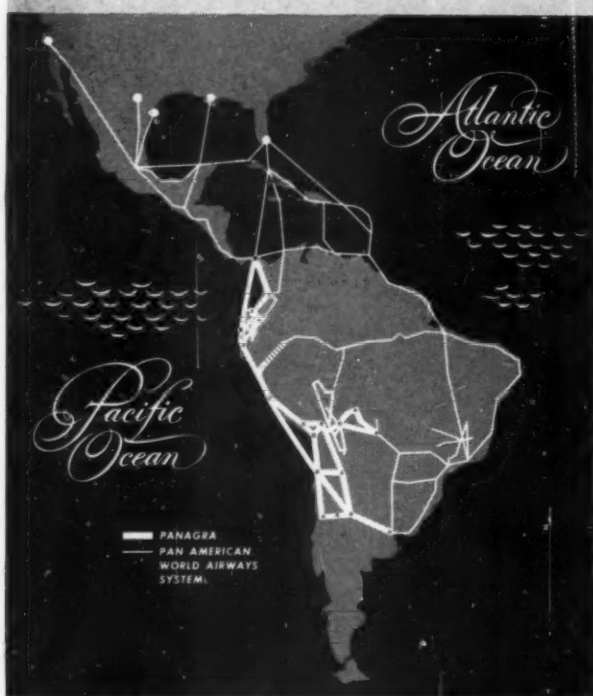 Atlantic
Ocean
Pacific
Ocean
PANAGRA
PAN AMERICAN
WORLD AIRWAYS
SYSTEM